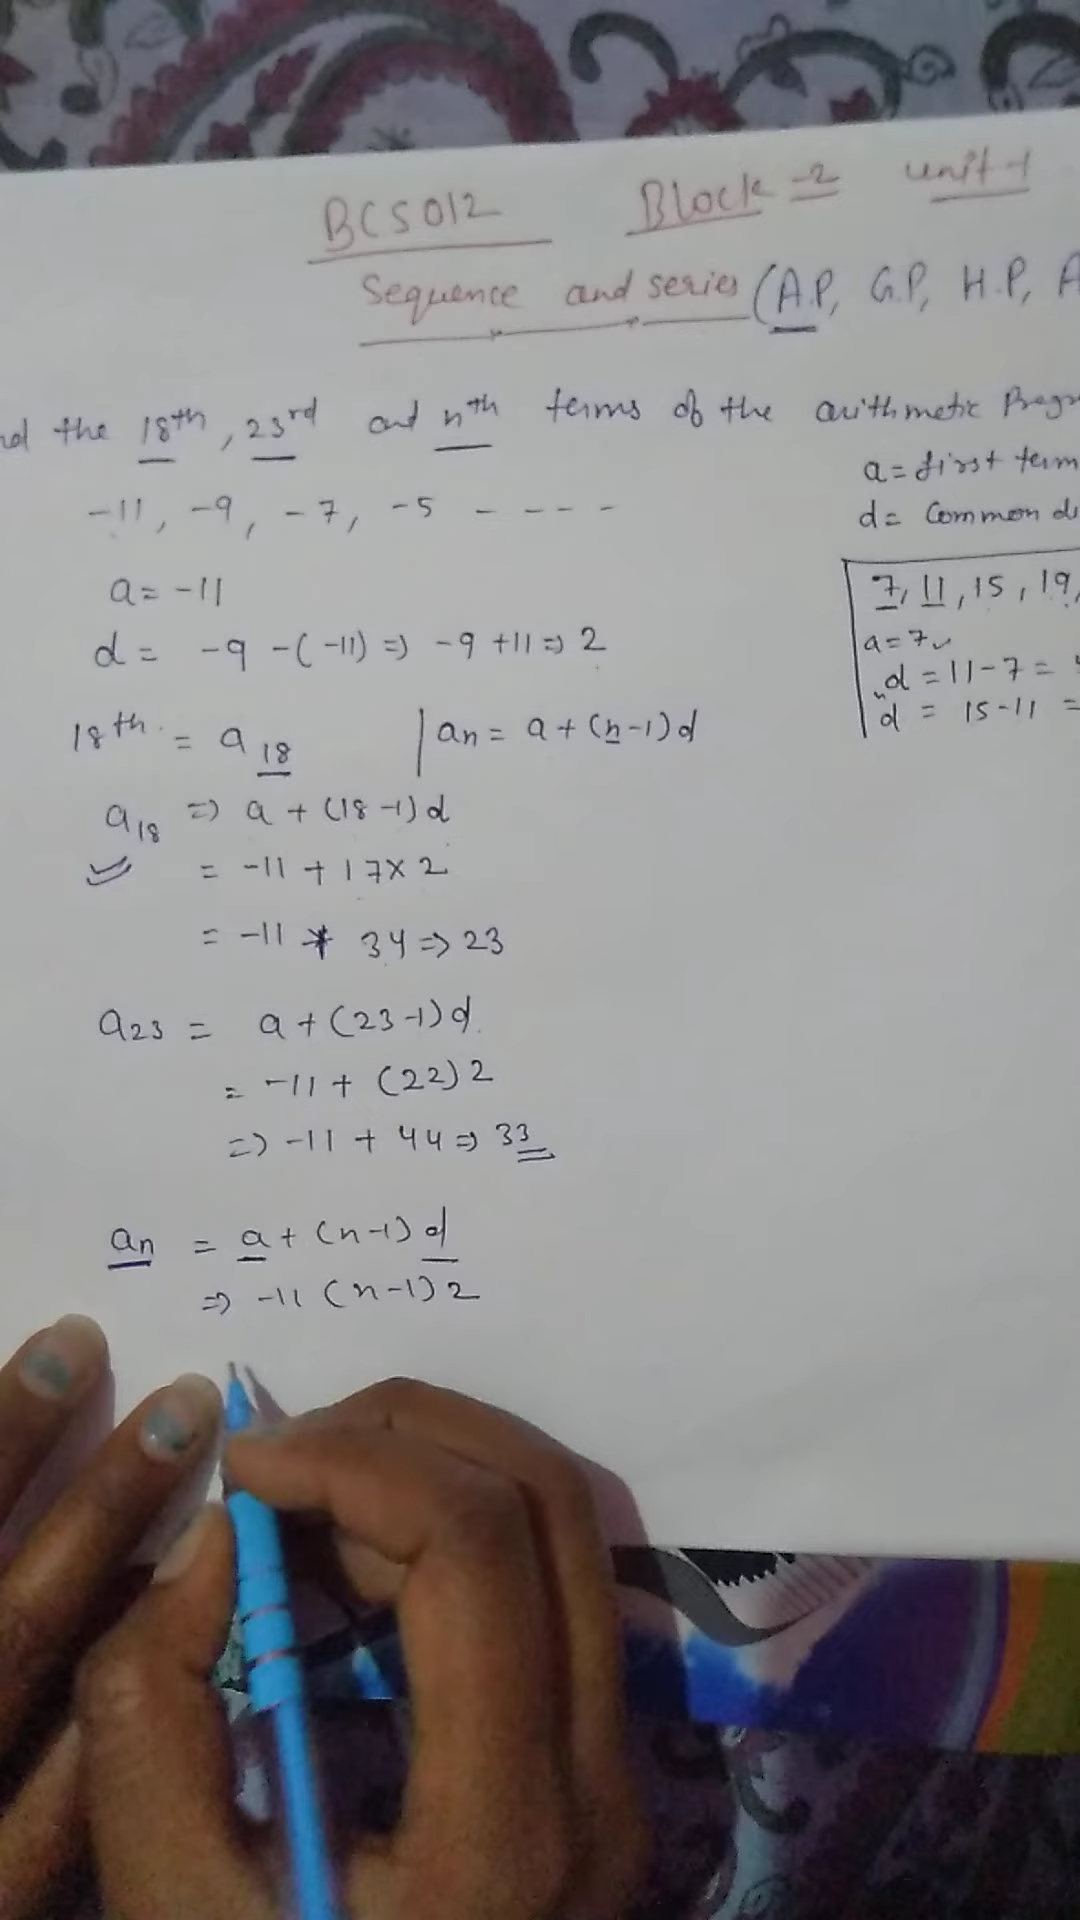 BCS012 Block-2 unit-1
Sequence and series (A.P, G.P, H.P, A
the 18th, 23rd and nth terms of the arithmetic Progr
-11, -9, -7, -5 - - - -
a = -11
d = -9 -(-11) => -9 +11 => 2
18th = a18 | an = a + (n-1)d
a18 => a + (18-1)d
= -11 + 17×2
= -11 + 34 => 23
a23 = a + (23-1)d
= -11 + (22)2
=> -11 + 44 => 33
an = a + (n-1)d
=> -11 (n-1)2
a = first term
d = Common di
7, 11, 15, 19,
a = 7
d = 11-7 =
d = 15-11 =